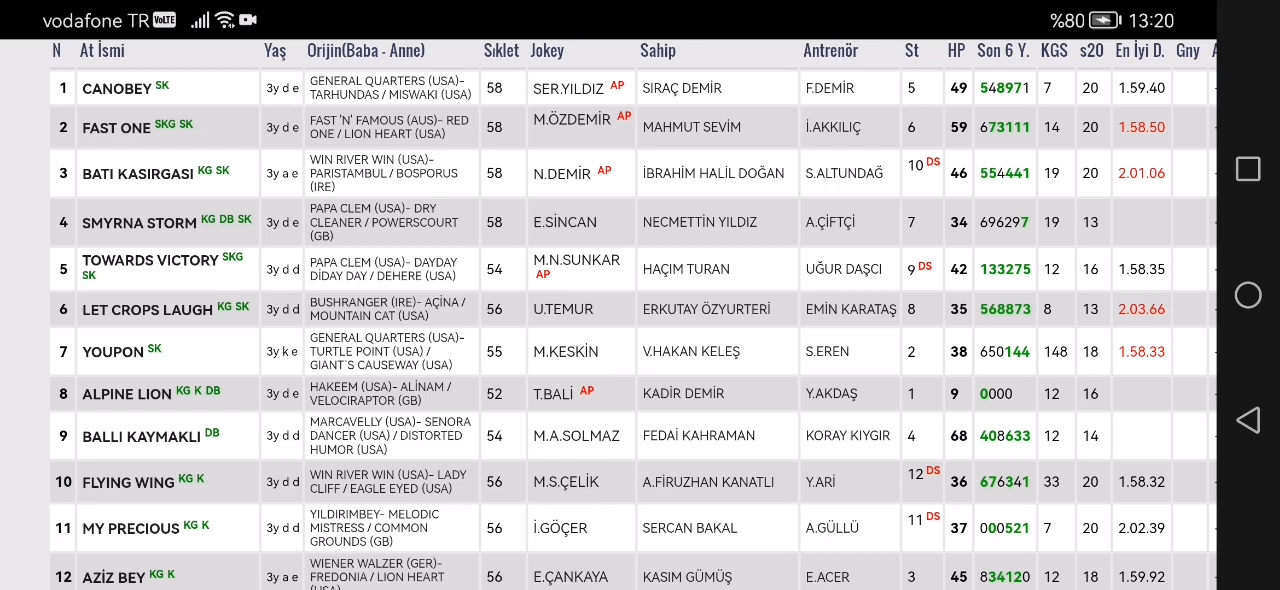 vodafone TR VoLTE %80 13:20
N At İsmi Yaş Orijin(Baba - Anne) Sıklet Jokey Sahip Antrenör St HP Son 6 Y. KGS s20 En İyi D. Gny
1 CANOBEY SK 3y d e GENERAL QUARTERS (USA)- TARHUNDAS / MISWAKI (USA) 58 SER.YILDIZ AP SIRAÇ DEMİR F.DEMİR 5 49 548971 7 20 1.59.40
2 FAST ONE SKG SK 3y d e FAST 'N' FAMOUS (AUS)- RED ONE / LION HEART (USA) 58 M.ÖZDEMİR AP MAHMUT SEVİM İ.AKKILIÇ 6 59 673111 14 20 1.58.50
3 BATI KASIRGASI KG SK 3y a e WIN RIVER WIN (USA)- PARISTAMBUL / BOSPORUS (IRE) 58 N.DEMİR AP İBRAHİM HALİL DOĞAN S.ALTUNDAĞ 10 DS 46 554441 19 20 2.01.06
4 SMYRNA STORM KG DB SK 3y d e PAPA CLEM (USA)- DRY CLEANER / POWERSCOURT (GB) 58 E.SİNCAN NECMETTİN YILDIZ A.ÇİFTÇİ 7 34 696297 19 13
5 TOWARDS VICTORY SKG SK 3y d d PAPA CLEM (USA)- DAYDAY DİDAY DAY / DEHERE (USA) 54 M.N.SUNKAR AP HAÇIM TURAN UĞUR DAŞCI 9 DS 42 133275 12 16 1.58.35
6 LET CROPS LAUGH KG SK 3y d d BUSHRANGER (IRE)- AÇİNA / MOUNTAIN CAT (USA) 56 U.TEMUR ERKUTAY ÖZYURTERİ EMİN KARATAŞ 8 35 568873 8 13 2.03.66
7 YOUPON SK 3y k e GENERAL QUARTERS (USA)- TURTLE POINT (USA) / GIANT`S CAUSEWAY (USA) 55 M.KESKİN V.HAKAN KELEŞ S.EREN 2 38 650144 148 18 1.58.33
8 ALPINE LION KG K DB 3y d e HAKEEM (USA)- ALİNAM / VELOCIRAPTOR (GB) 52 T.BALİ AP KADİR DEMİR Y.AKDAŞ 1 9 0000 12 16
9 BALLI KAYMAKLI DB 3y d d MARCAVELLY (USA)- SENORA DANCER (USA) / DISTORTED HUMOR (USA) 54 M.A.SOLMAZ FEDAİ KAHRAMAN KORAY KIYGIR 4 68 408633 12 14
10 FLYING WING KG K 3y d d WIN RIVER WIN (USA)- LADY CLIFF / EAGLE EYED (USA) 56 M.S.ÇELİK A.FİRUZHAN KANATLI Y.ARİ 12 DS 36 676341 33 20 1.58.32
11 MY PRECIOUS KG K 3y d d YILDIRIMBEY- MELODIC MISTRESS / COMMON GROUNDS (GB) 56 İ.GÖÇER SERCAN BAKAL A.GÜLLÜ 11 DS 37 000521 7 20 2.02.39
12 AZİZ BEY KG K 3y a e WIENER WALZER (GER)- FREDONIA / LION HEART (USA) 56 E.ÇANKAYA KASIM GÜMÜŞ E.ACER 3 45 834120 12 18 1.59.92